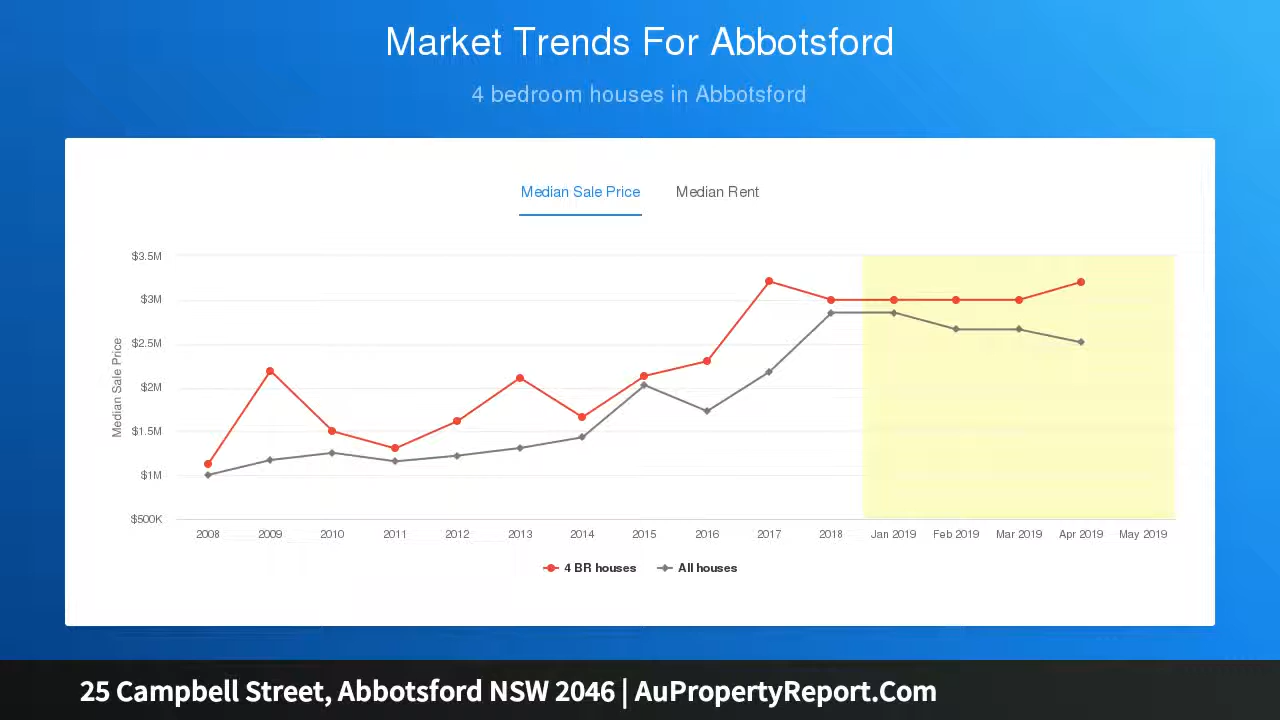 Market Trends For Abbotsford
4 bedroom houses in Abbotsford
Median Sale Price Median Rent
Median Sale Price
$3.5M
$3M
$2.5M
$2M
$1.5M
$1M
$500K
2008 2009 2010 2011 2012 2013 2014 2015 2016 2017 2018 Jan 2019 Feb 2019 Mar 2019 Apr 2019 May 2019
4 BR houses All houses
25 Campbell Street, Abbotsford NSW 2046 | AuPropertyReport.Com